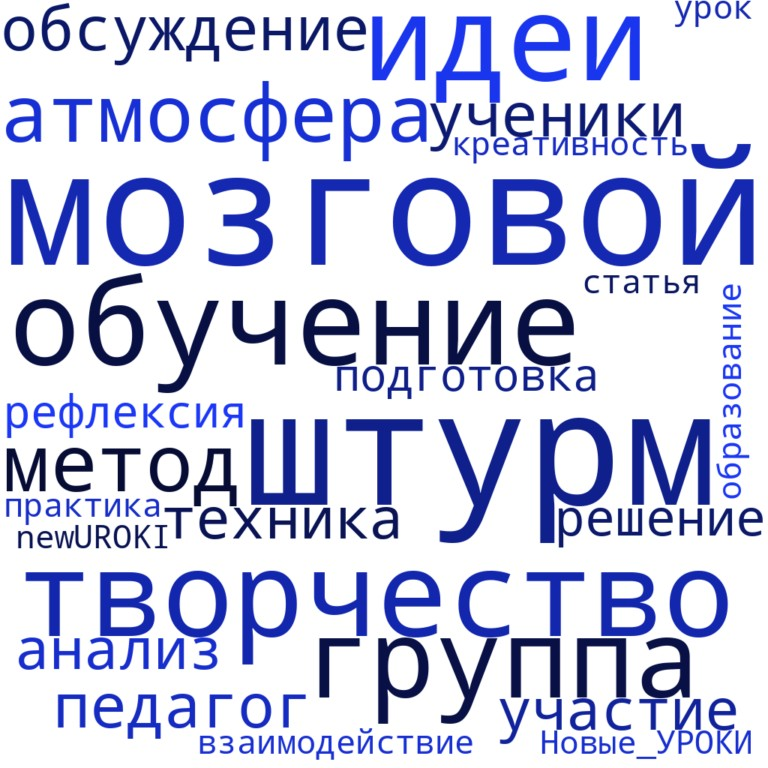 обсуждение идеи урок
атмосфера ученики
креативность
мозговой
обучение статья
образование
подготовка
рефлексия штурм
метод
практика техника решение
newUROKI
творчество
анализ группа
педагог участие
взаимодействие Новые_УРОКИ